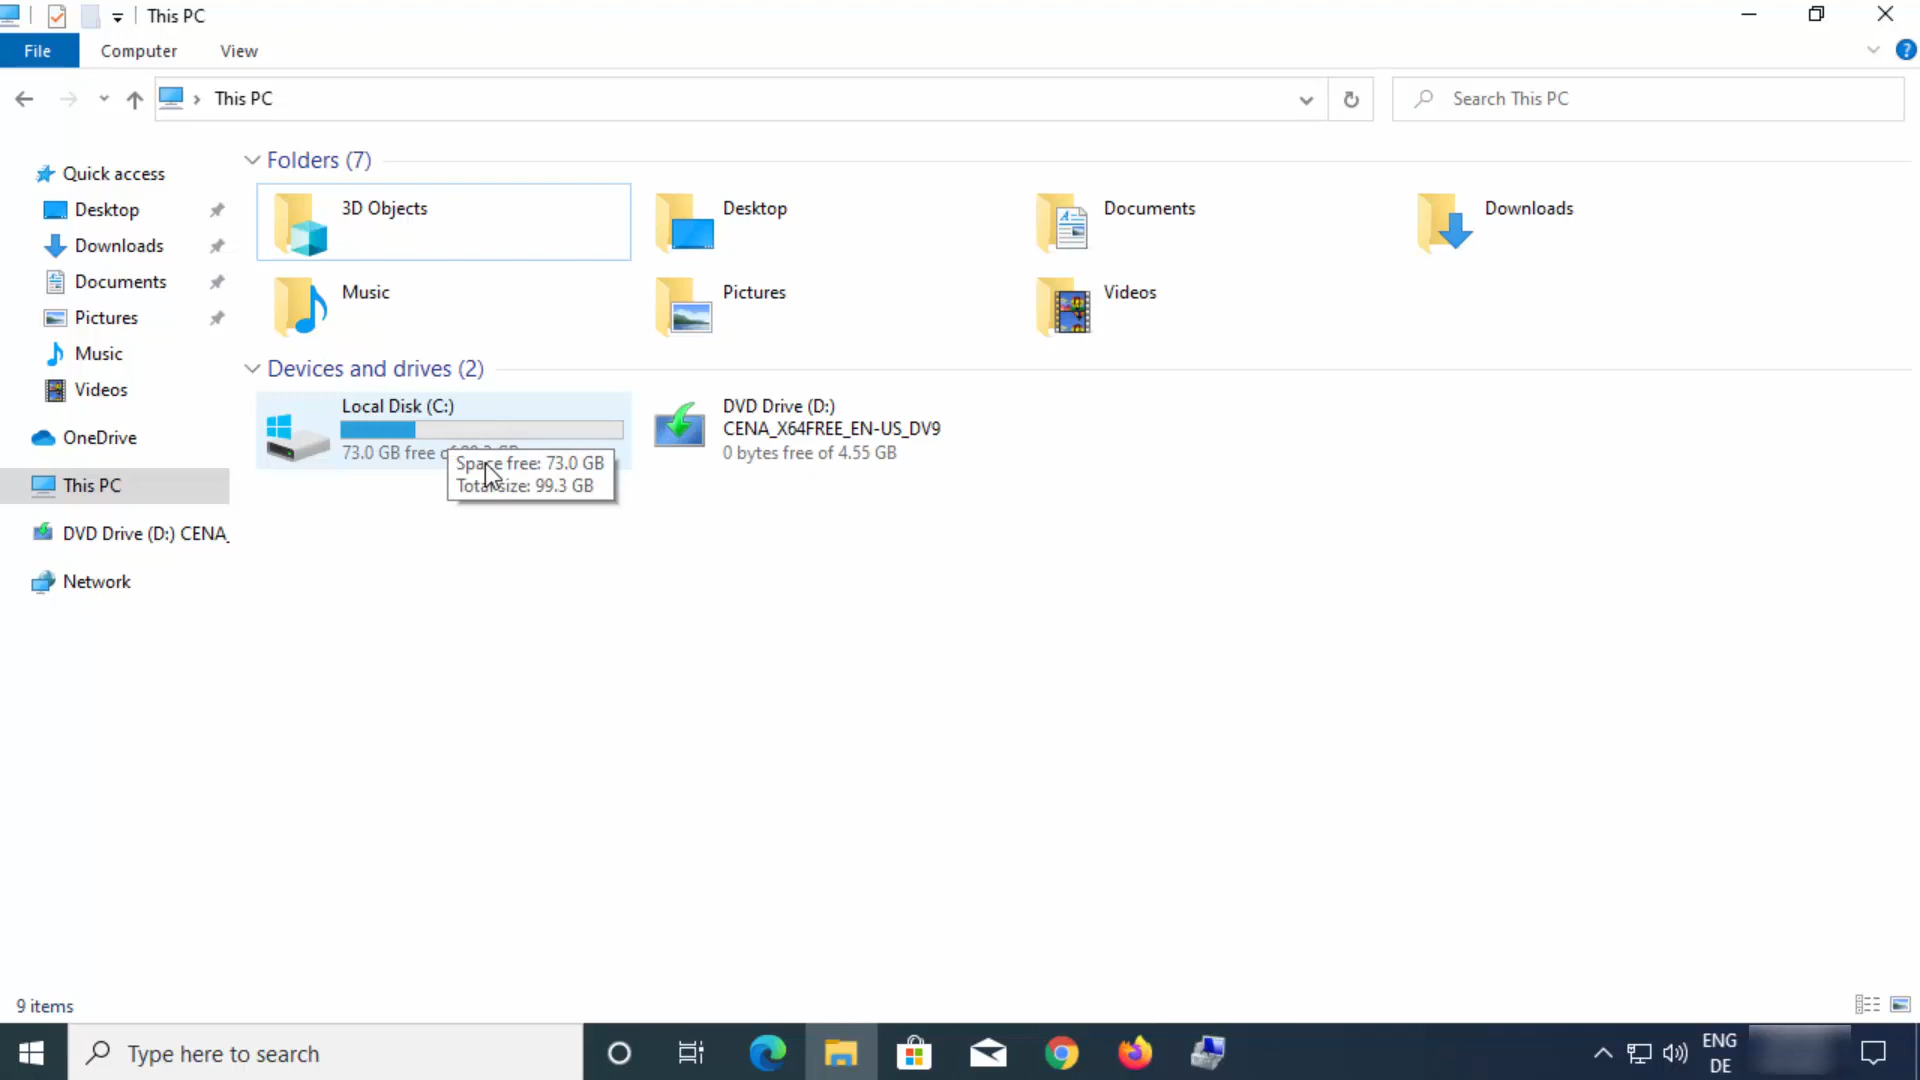 This PC
File Computer View
This PC
Search This PC
Quick access
Desktop
Downloads
Documents
Pictures
Music
Videos
OneDrive
This PC
DVD Drive (D:) CENA_
Network
Folders (7)
3D Objects
Desktop
Documents
Downloads
Music
Pictures
Videos
Devices and drives (2)
Local Disk (C:)
73.0 GB free
Space free: 73.0 GB
Total size: 99.3 GB
DVD Drive (D:)
CENA_X64FREE_EN-US_DV9
0 bytes free of 4.55 GB
9 items
Type here to search
ENG
DE